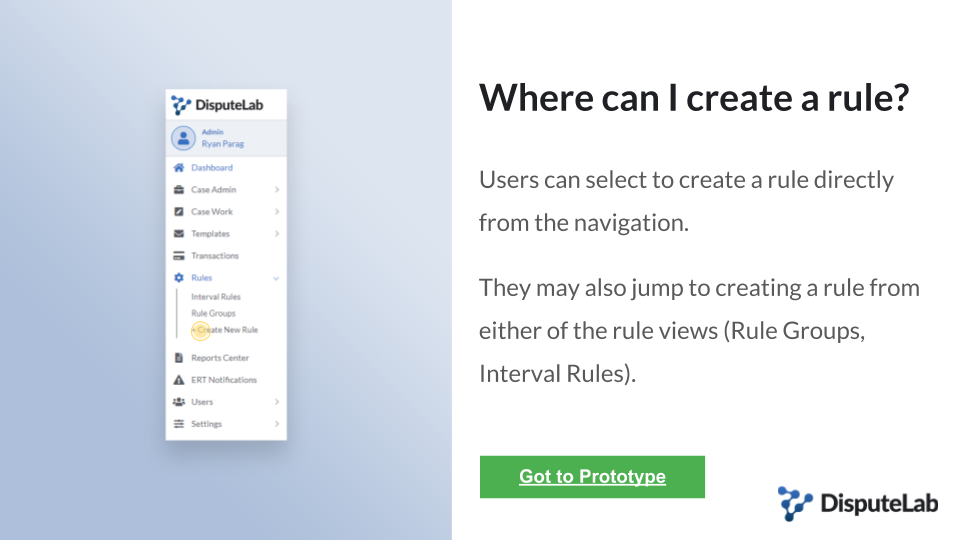 DisputeLab
Admin
Ryan Parag
Dashboard
Case Admin
Case Work
Templates
Transactions
Rules
Interval Rules
Rule Groups
+ Create New Rule
Reports Center
ERT Notifications
Users
Settings
Where can I create a rule?
Users can select to create a rule directly
from the navigation.
They may also jump to creating a rule from
either of the rule views (Rule Groups,
Interval Rules).
Got to Prototype
DisputeLab